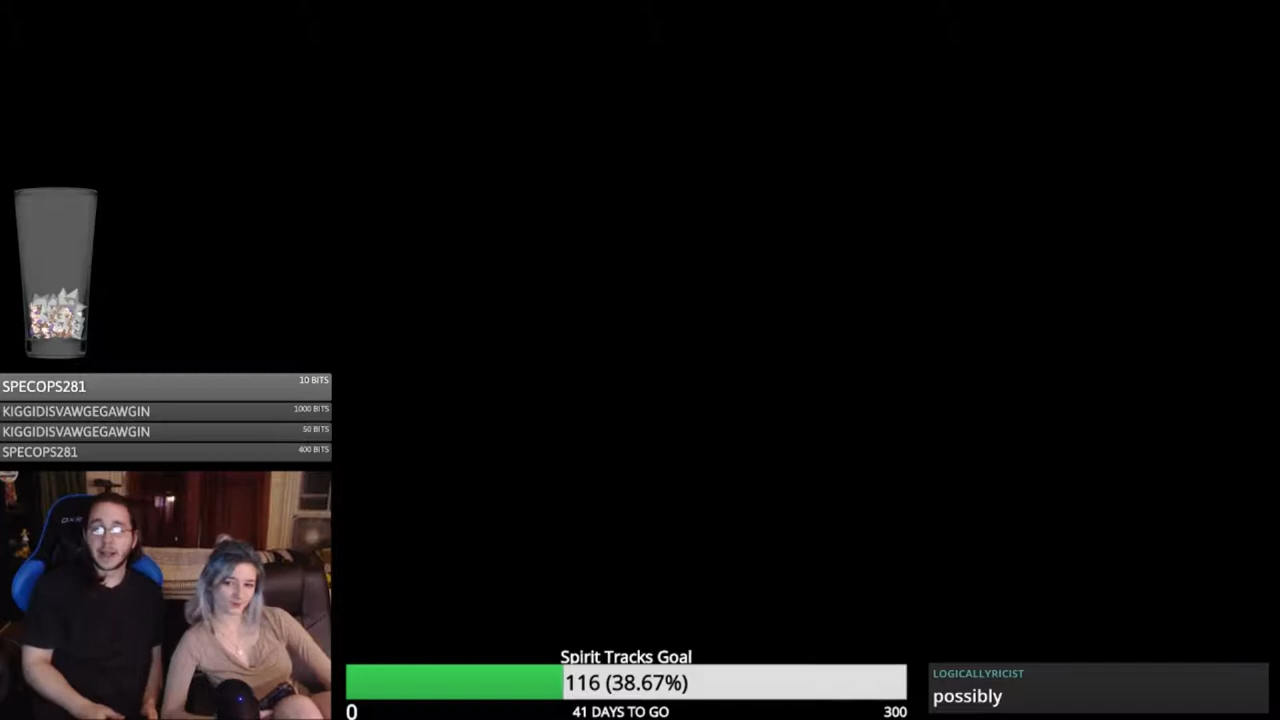 SPECOPS281 10 BITS
KIGGIDISVAWGEGAWGIN 1000 BITS
KIGGIDISVAWGEGAWGIN 50 BITS
SPECOPS281 400 BITS
Spirit Tracks Goal
116 (38.67%)
0 41 DAYS TO GO 300
LOGICALLYRICIST
possibly